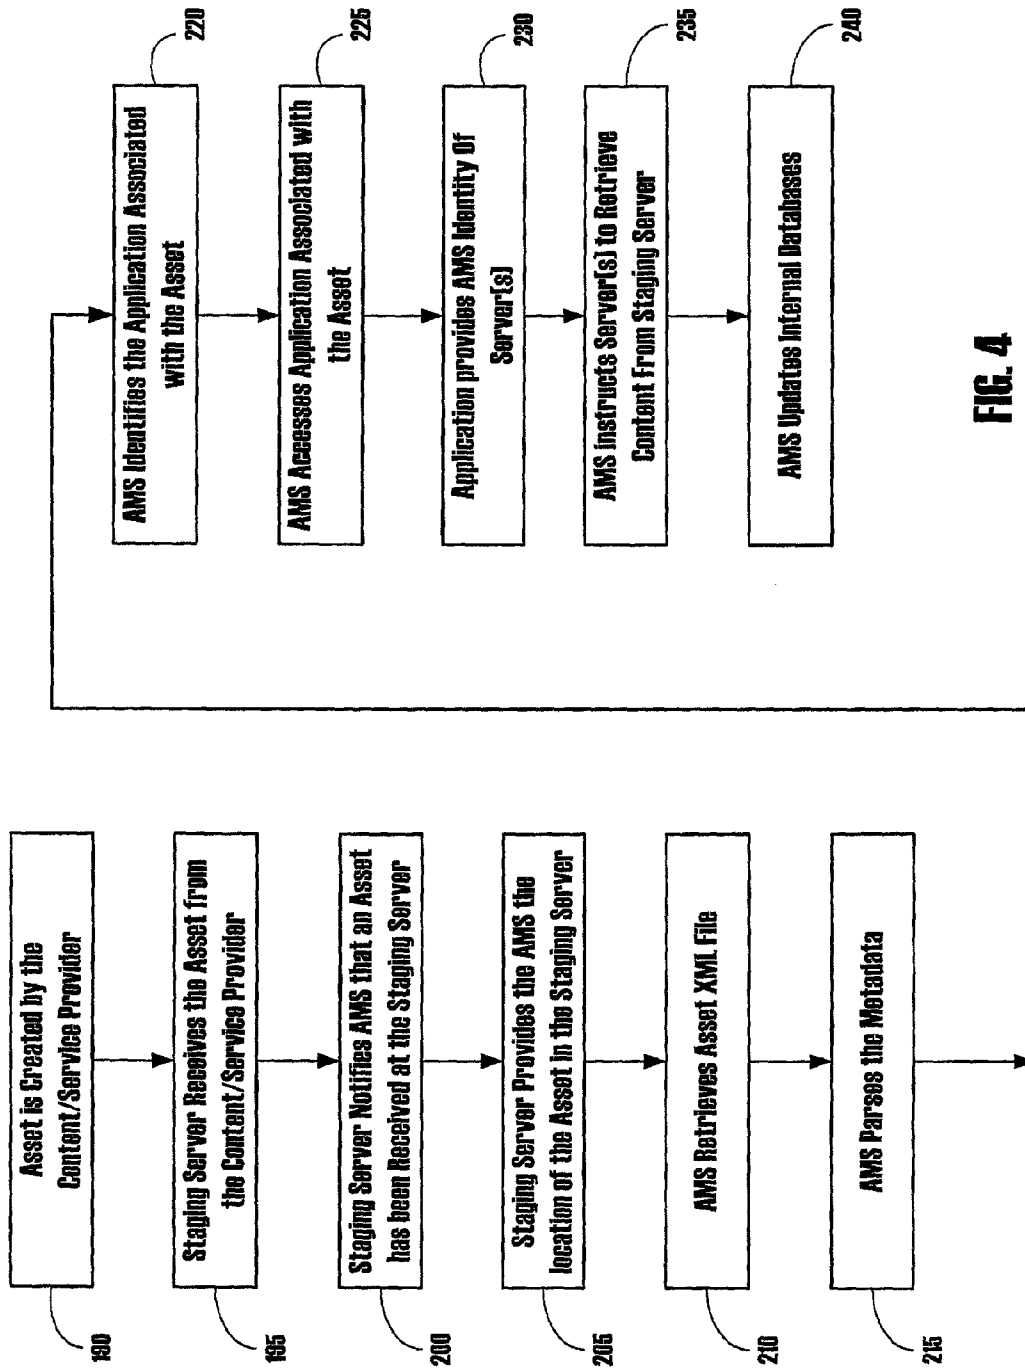 Asset is Created by the
Content/Service Provider
190
Staging Server Receives the Asset from
the Content/Service Provider
195
Staging Server Notifies AMS that an Asset
has been Received at the Staging Server
200
Staging Server Provides the AMS the
location of the Asset in the Staging Server
205
AMS Retrieves Asset XML File
210
AMS Parses the Metadata
215
AMS Identifies the Application Associated
with the Asset
220
AMS Accesses Application Associated with
the Asset
225
Application provides AMS Identity Of
Server(s)
230
AMS Instructs Server(s) to Retrieve
Content From Staging Server
235
AMS Updates Internal Databases
240
FIG. 4